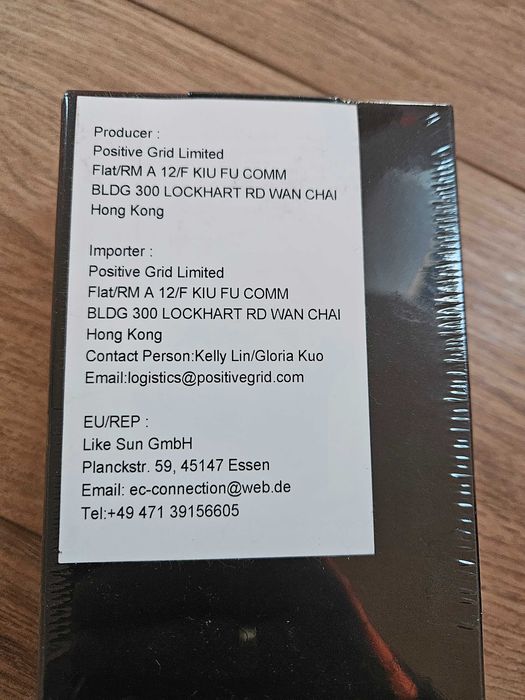 Producer :
Positive Grid Limited
Flat/RM A 12/F KIU FU COMM
BLDG 300 LOCKHART RD WAN CHAI
Hong Kong
Importer :
Positive Grid Limited
Flat/RM A 12/F KIU FU COMM
BLDG 300 LOCKHART RD WAN CHAI
Hong Kong
Contact Person:Kelly Lin/Gloria Kuo
Email:logistics@positivegrid.com
EU/REP :
Like Sun GmbH
Planckstr. 59, 45147 Essen
Email: ec-connection@web.de
Tel:+49 471 39156605